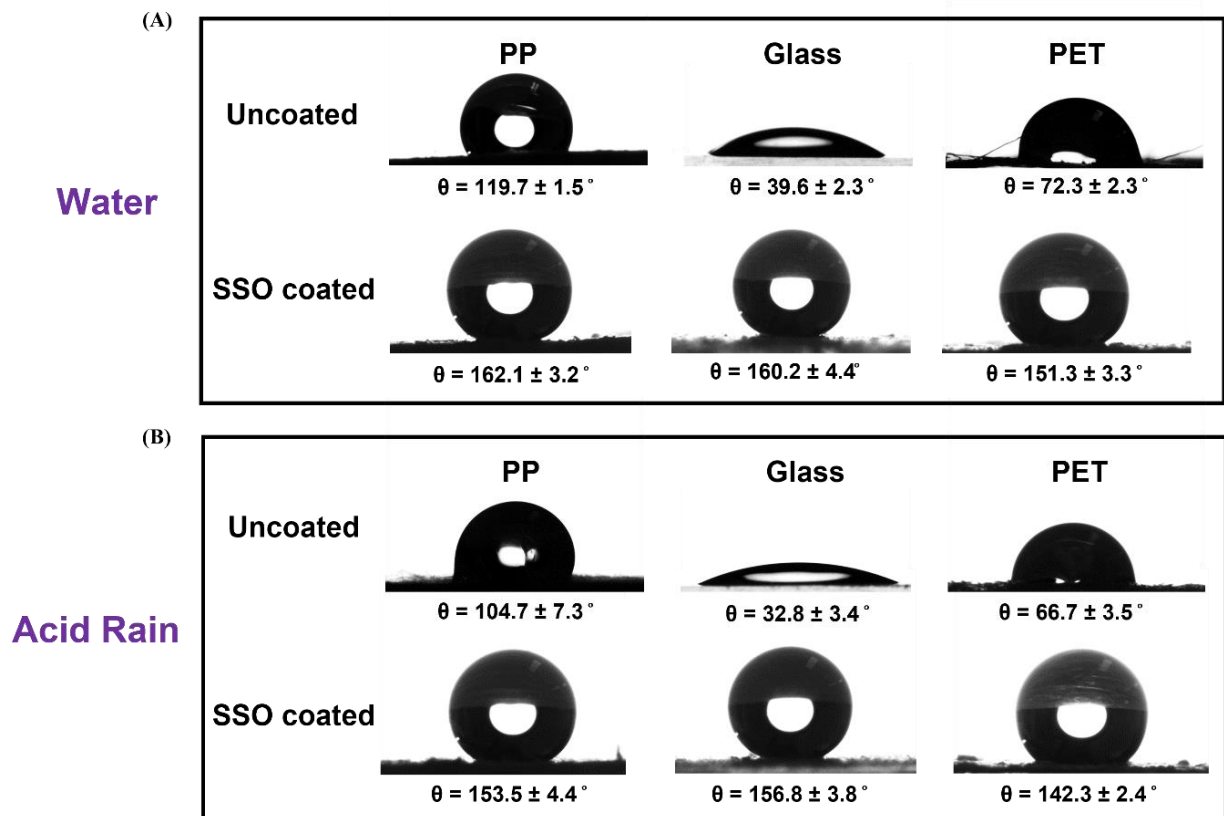 (A)
PP Glass PET
Uncoated
θ = 119.7 ± 1.5° θ = 39.6 ± 2.3° θ = 72.3 ± 2.3°
Water
SSO coated
θ = 162.1 ± 3.2° θ = 160.2 ± 4.4° θ = 151.3 ± 3.3°
(B)
PP Glass PET
Uncoated
θ = 104.7 ± 7.3° θ = 32.8 ± 3.4° θ = 66.7 ± 3.5°
Acid Rain
SSO coated
θ = 153.5 ± 4.4° θ = 156.8 ± 3.8° θ = 142.3 ± 2.4°